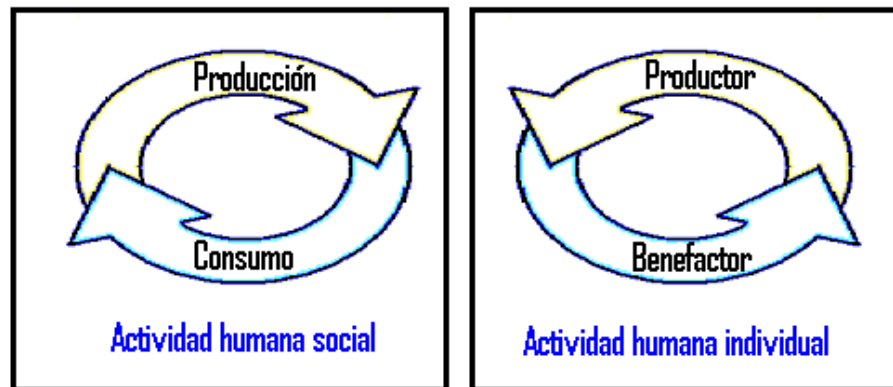 Producción
Consumo
Actividad humana social
Productor
Benefactor
Actividad humana individual